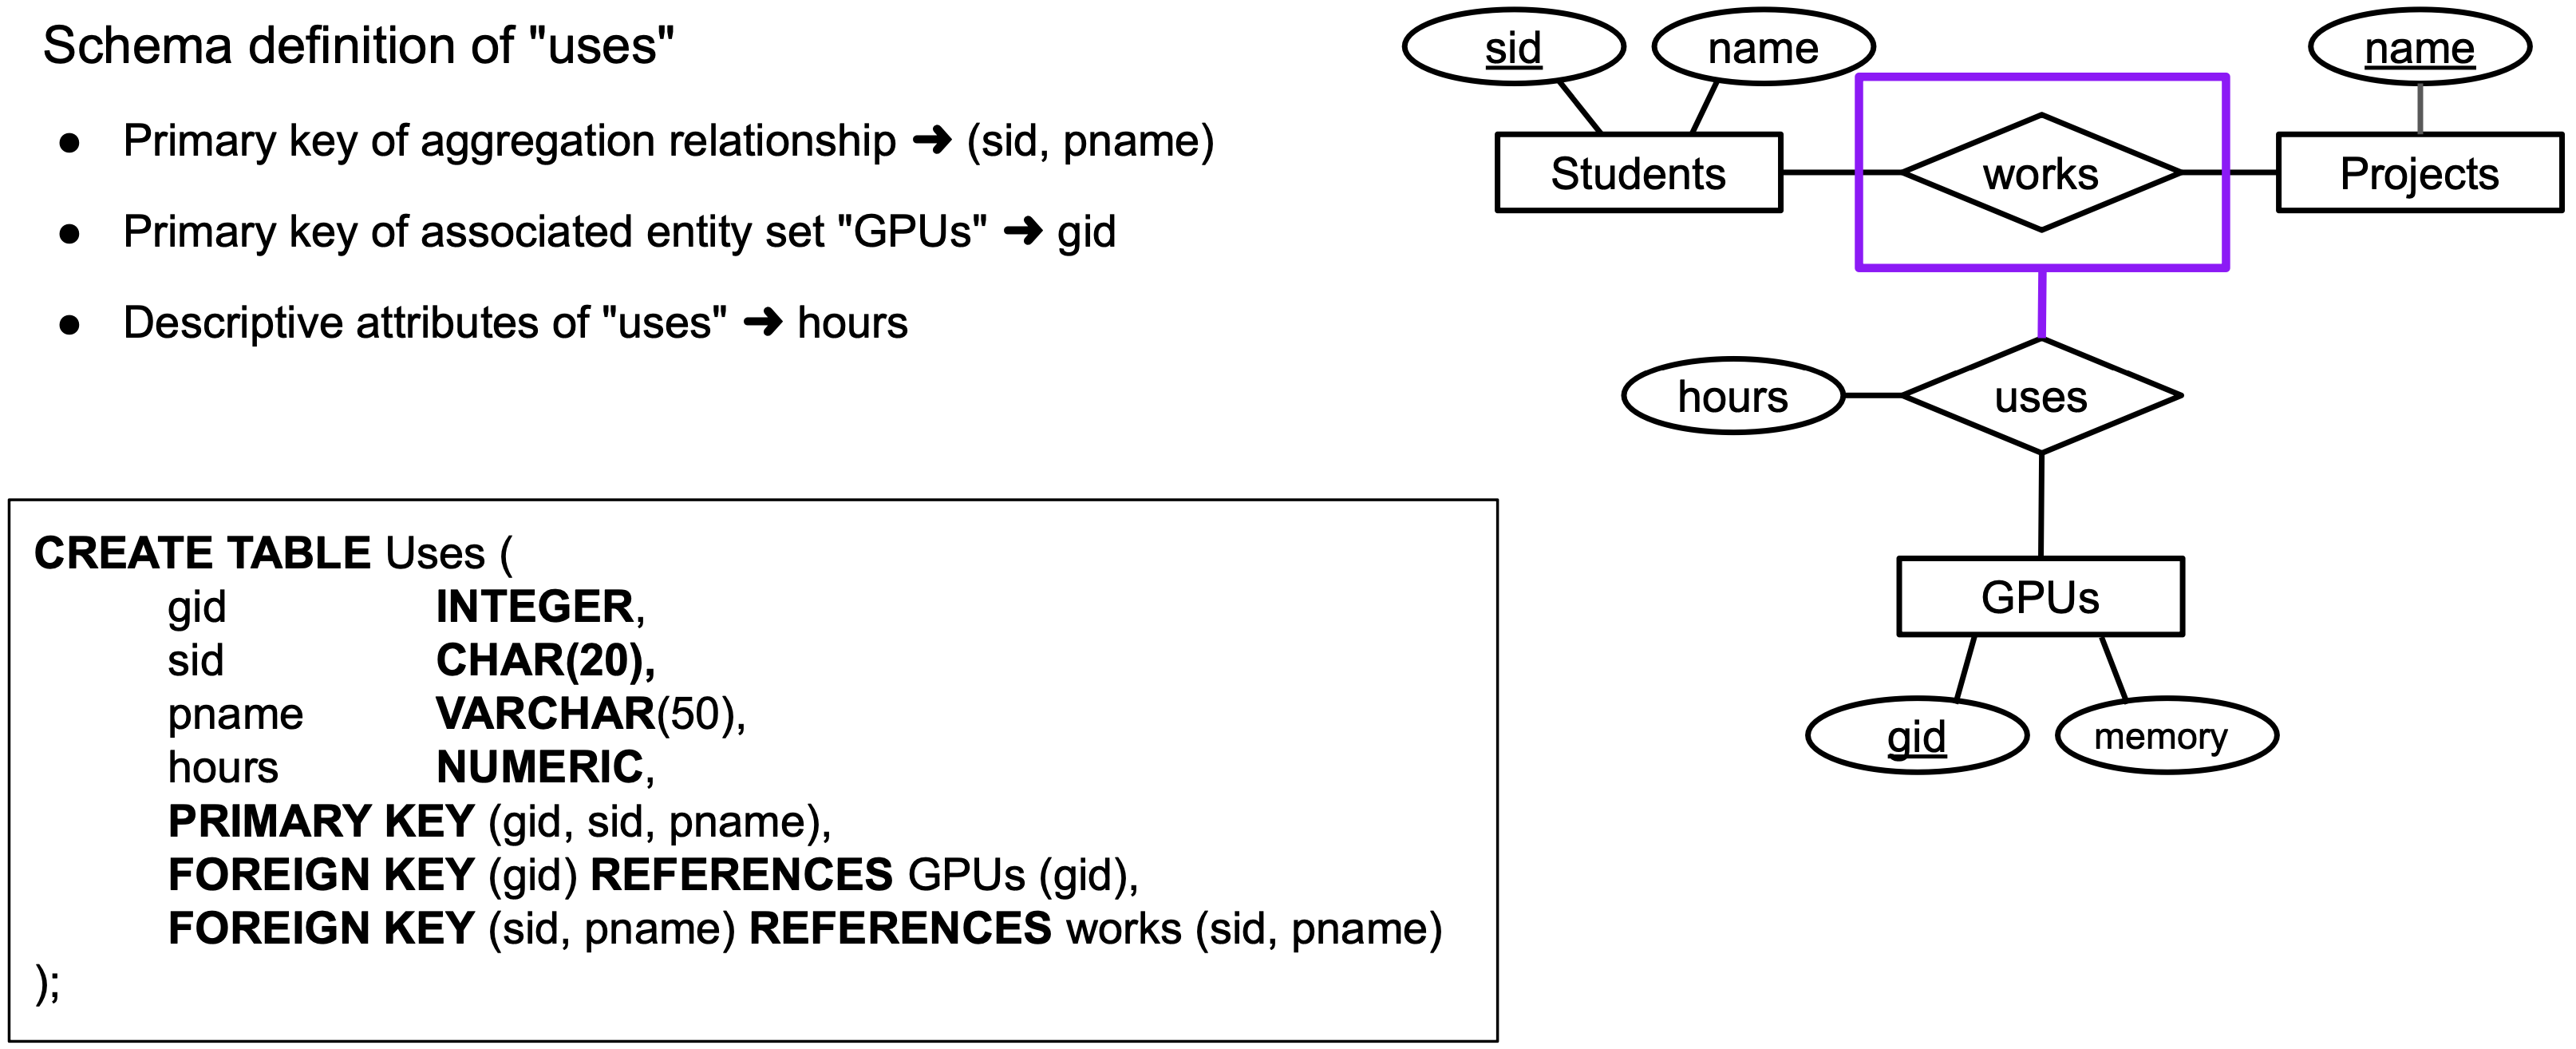 Schema definition of "uses"
● Primary key of aggregation relationship ➜ (sid, pname)
● Primary key of associated entity set "GPUs" ➜ gid
● Descriptive attributes of "uses" ➜ hours
CREATE TABLE Uses (
gid INTEGER,
sid CHAR(20),
pname VARCHAR(50),
hours NUMERIC,
PRIMARY KEY (gid, sid, pname),
FOREIGN KEY (gid) REFERENCES GPUs (gid),
FOREIGN KEY (sid, pname) REFERENCES works (sid, pname)
);
sid
name
name
Students
works
Projects
hours
uses
GPUs
gid
memory